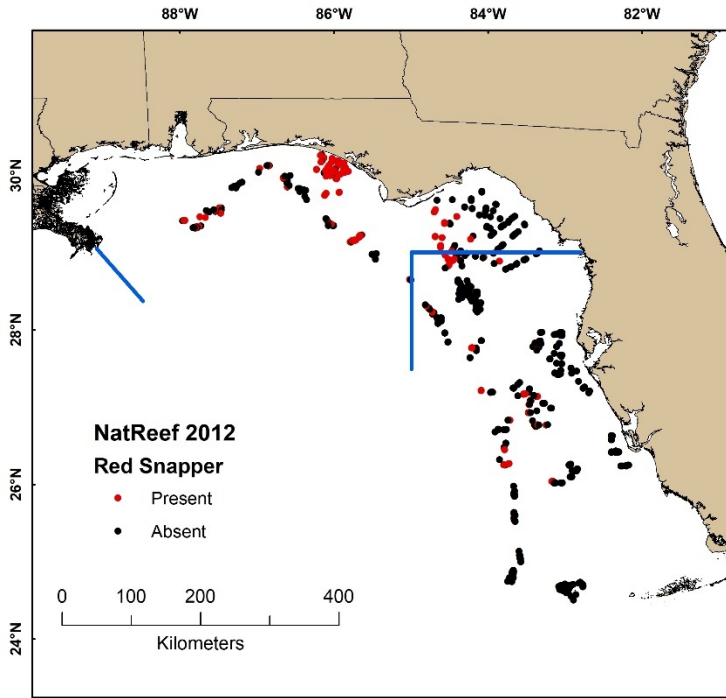 88°W 86°W 84°W 82°W
30°N
28°N
26°N
24°N
NatReef 2012
Red Snapper
Present
Absent
0 100 200 400
Kilometers